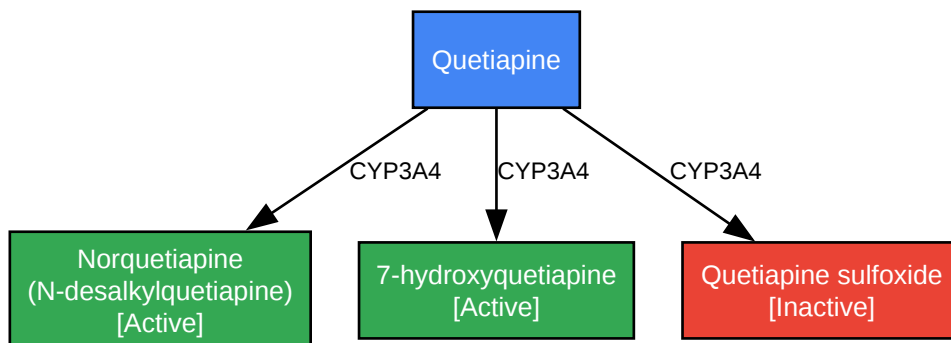 Quetiapine
CYP3A4
CYP3A4
CYP3A4
Norquetiapine
(N-desalkylquetiapine)
[Active]
7-hydroxyquetiapine
[Active]
Quetiapine sulfoxide
[Inactive]